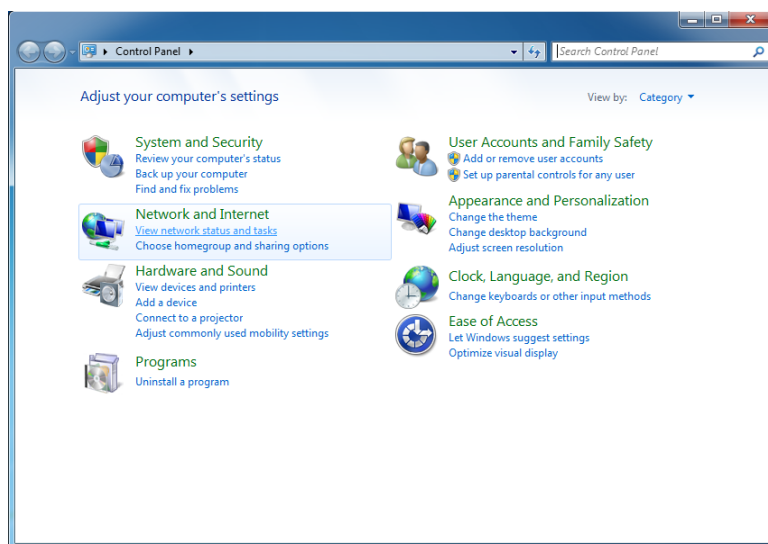 Control Panel
Search Control Panel
Adjust your computer's settings
View by: Category
System and Security
Review your computer's status
Back up your computer
Find and fix problems
Network and Internet
View network status and tasks
Choose homegroup and sharing options
Hardware and Sound
View devices and printers
Add a device
Connect to a projector
Adjust commonly used mobility settings
Programs
Uninstall a program
User Accounts and Family Safety
Add or remove user accounts
Set up parental controls for any user
Appearance and Personalization
Change the theme
Change desktop background
Adjust screen resolution
Clock, Language, and Region
Change keyboards or other input methods
Ease of Access
Let Windows suggest settings
Optimize visual display